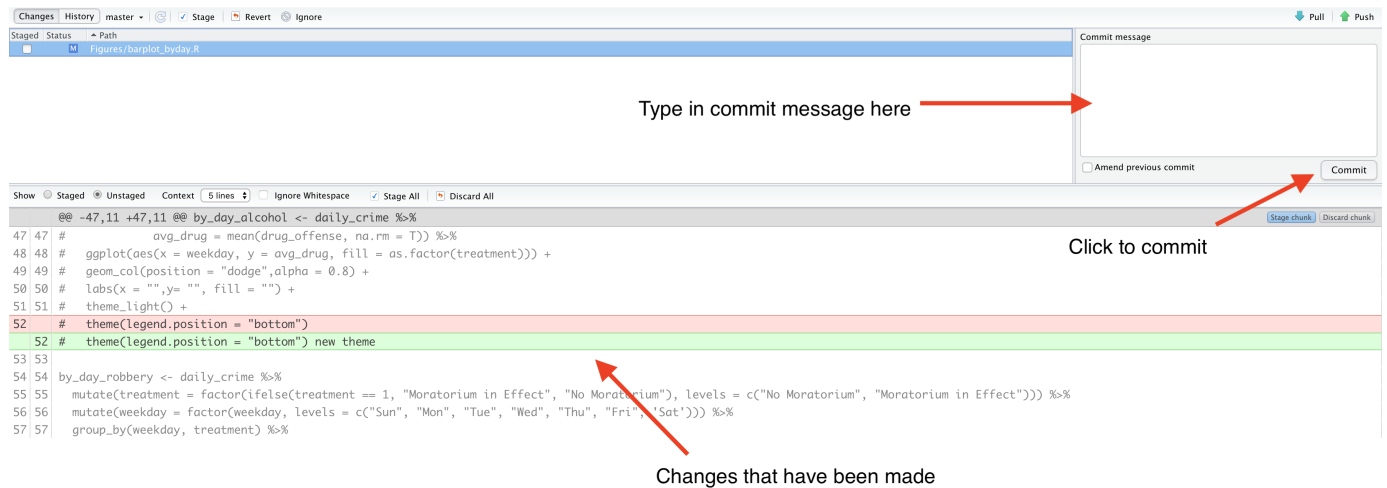 Changes History master Stage Revert Ignore Pull Push
Staged Status Path Commit message
M Figures/barplot_byday.R
Type in commit message here
Amend previous commit Commit
Show Staged Unstaged Context 5 lines Ignore Whitespace Stage All Discard All
@@ -47,11 +47,11 @@ by_day_alcohol <- daily_crime %>% Stage chunk Discard chunk
47 47 # avg_drug = mean(drug_offense, na.rm = T)) %>%
Click to commit
48 48 # ggplot(aes(x = weekday, y = avg_drug, fill = as.factor(treatment))) +
49 49 # geom_col(position = "dodge",alpha = 0.8) +
50 50 # labs(x = "",y= "", fill = "") +
51 51 # theme_light() +
52 # theme(legend.position = "bottom")
52 # theme(legend.position = "bottom") new theme
53 53
54 54 by_day_robbery <- daily_crime %>%
55 55 mutate(treatment = factor(ifelse(treatment == 1, "Moratorium in Effect", "No Moratorium"), levels = c("No Moratorium", "Moratorium in Effect"))) %>%
56 56 mutate(weekday = factor(weekday, levels = c("Sun", "Mon", "Tue", "Wed", "Thu", "Fri", 'Sat'))) %>%
57 57 group_by(weekday, treatment) %>%
Changes that have been made